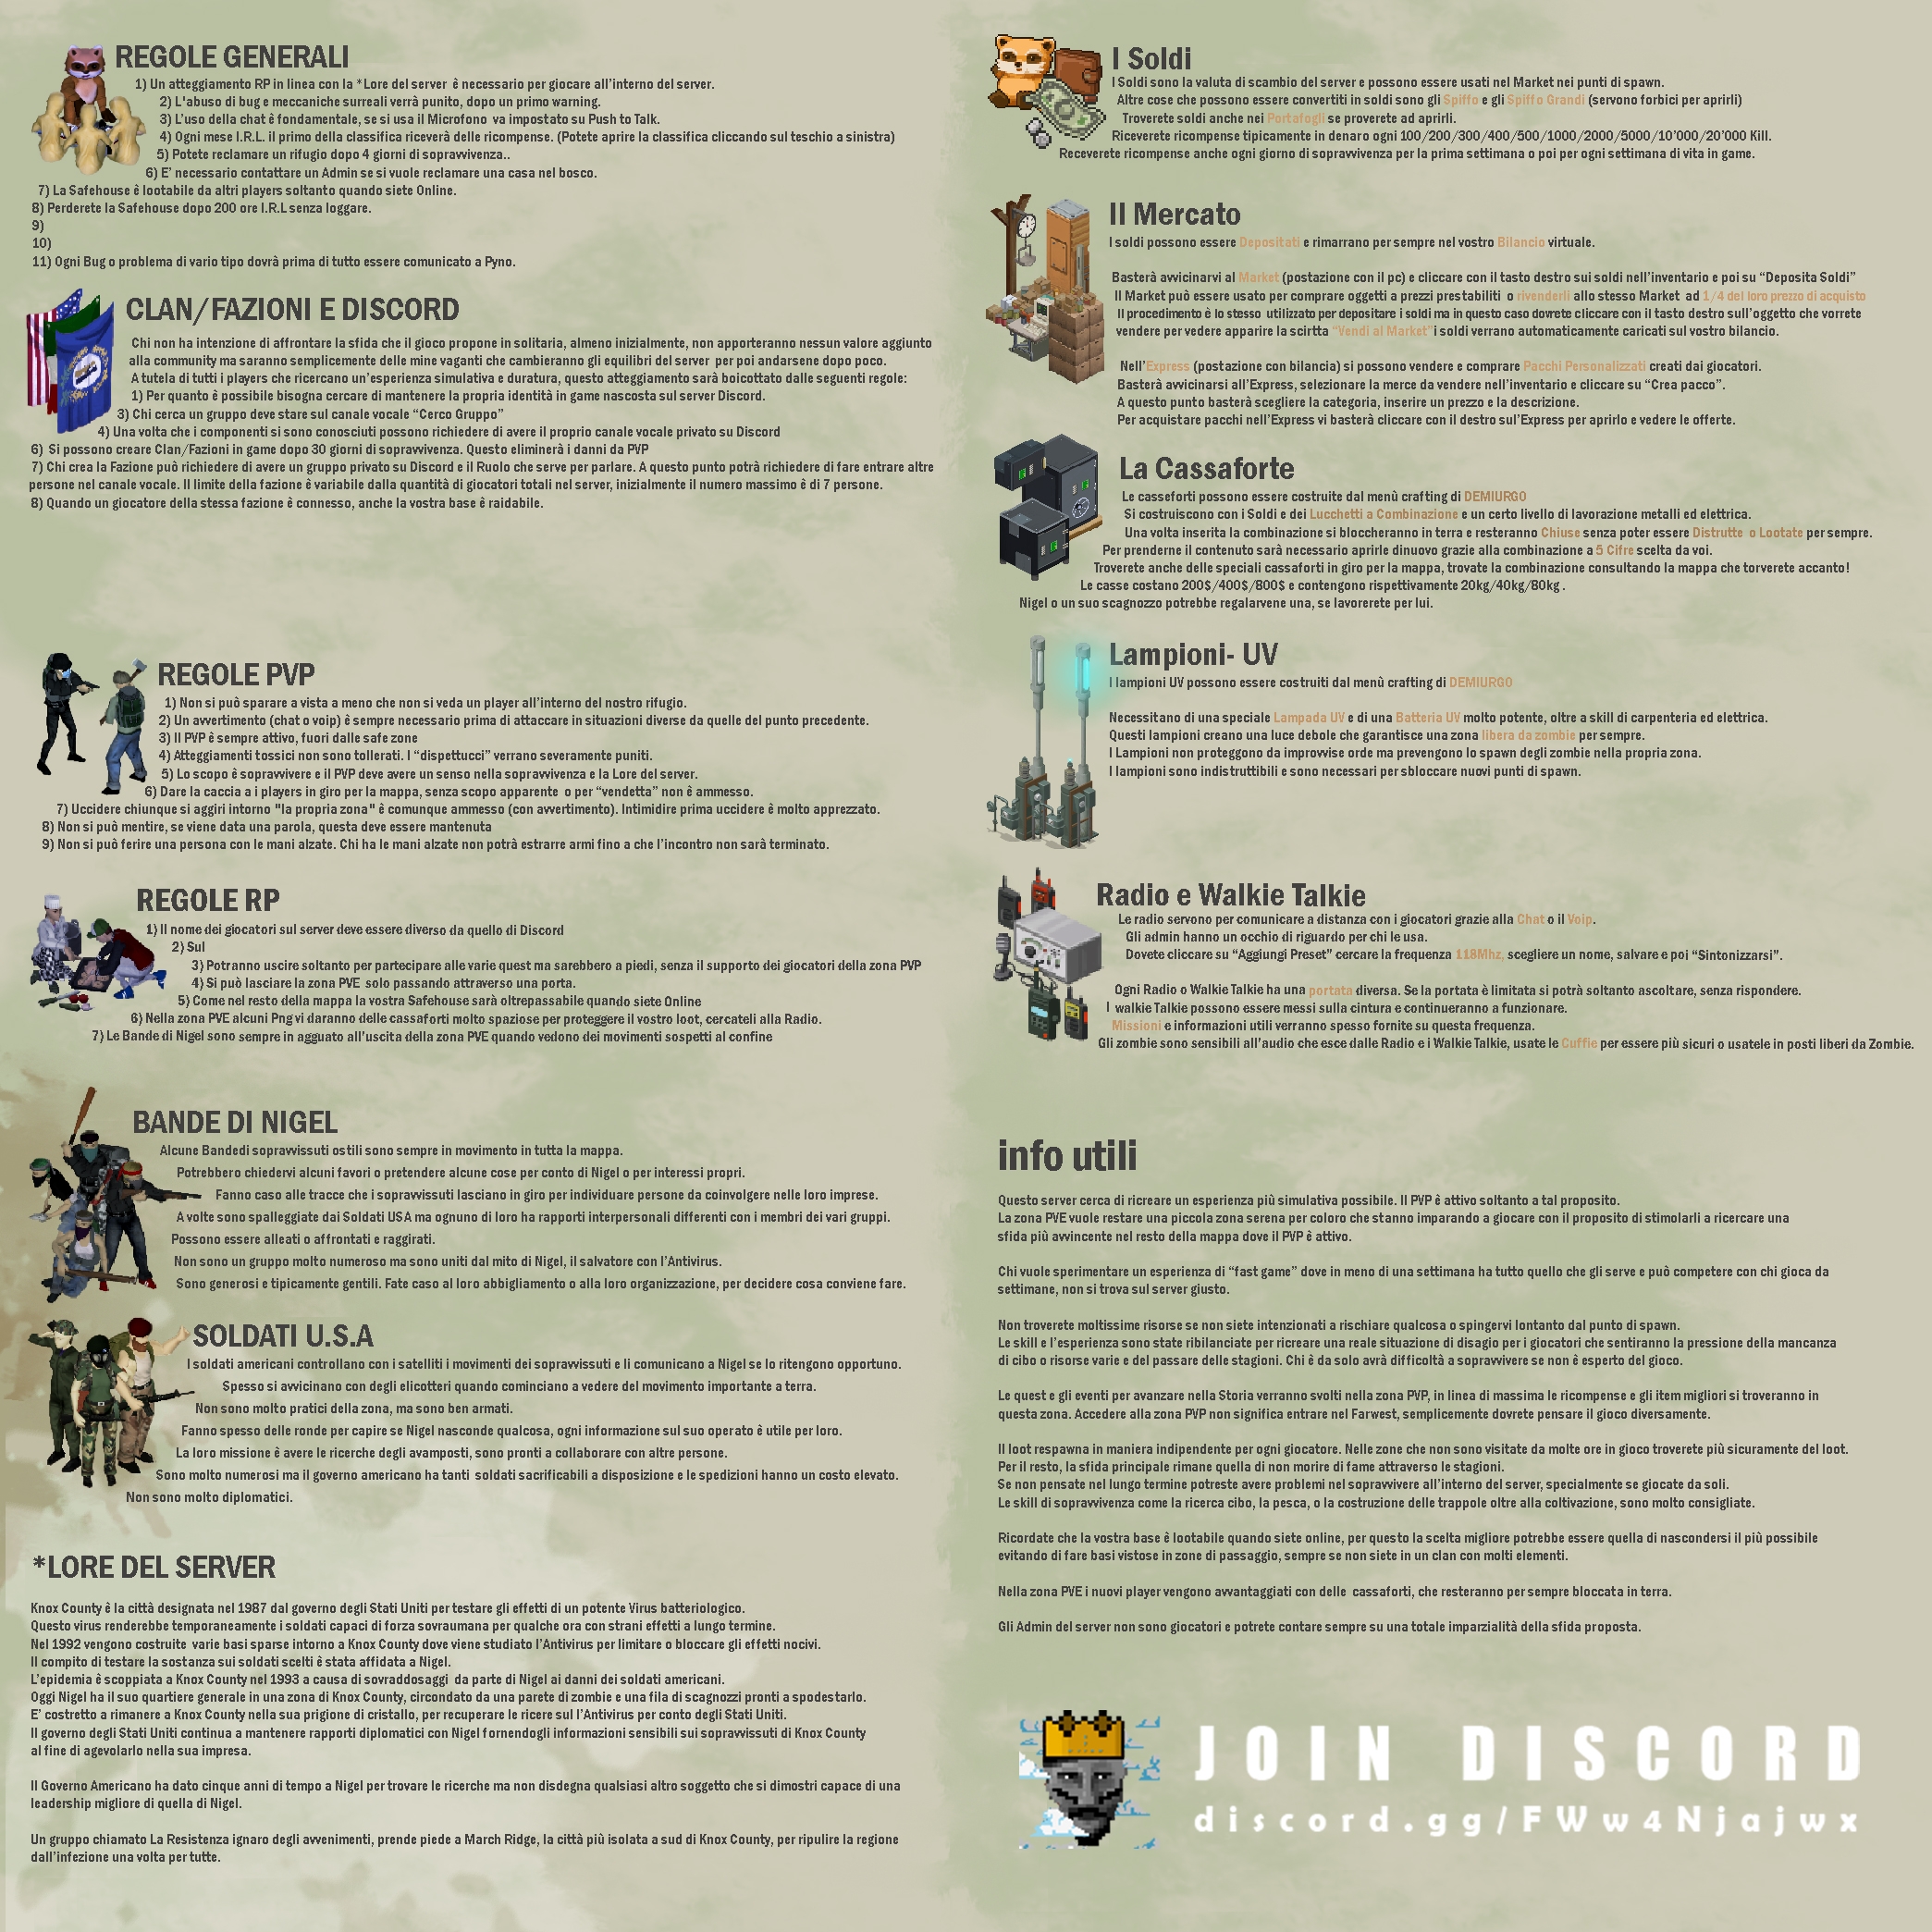 REGOLE GENERALI
1) Un atteggiamento RP in linea con la *Lore del server è necessario per giocare all'interno del server.
2) L'abuso di bug e meccaniche surreali verrà punito, dopo un primo warning.
3) L'uso della chat è fondamentale, se si usa il Microfono va impostato su Push to Talk.
4) Ogni mese I.R.L. il primo della classifica riceverà delle ricompense. (Potete aprire la classifica cliccando sul teschio a sinistra)
5) Potete reclamare un rifugio dopo 4 giorni di sopravvivenza..
6) E' necessario contattare un Admin se si vuole reclamare una casa nel bosco.
7) La Safehouse è lootabile da altri players soltanto quando siete Online.
8) Perderete la Safehouse dopo 200 ore I.R.L senza loggare.
9)
10)
11) Ogni Bug o problema di vario tipo dovrà prima di tutto essere comunicato a Pyno.
CLAN/FAZIONI E DISCORD
Chi non ha intenzione di affrontare la sfida che il gioco propone in solitaria, almeno inizialmente, non apporteranno nessun valore aggiunto
alla community ma saranno semplicemente delle mine vaganti che cambieranno gli equilibri del server per poi andarsene dopo poco.
A tutela di tutti i players che ricercano un'esperienza simulativa e duratura, questo atteggiamento sarà boicottato dalle seguenti regole:
1) Per quanto è possibile bisogna cercare di mantenere la propria identità in game nascosta sul server Discord.
3) Chi cerca un gruppo deve stare sul canale vocale “Cerco Gruppo”
4) Una volta che i componenti si sono conosciuti possono richiedere di avere il proprio canale vocale privato su Discord
6) Si possono creare Clan/Fazioni in game dopo 30 giorni di sopravvivenza. Questo eliminerà i danni da PVP
7) Chi crea la Fazione può richiedere di avere un gruppo privato su Discord e il Ruolo che serve per parlare. A questo punto potrà richiedere di fare entrare altre
persone nel canale vocale. Il limite della fazione è variabile dalla quantità di giocatori totali nel server, inizialmente il numero massimo è di 7 persone.
8) Quando un giocatore della stessa fazione è connesso, anche la vostra base è raidabile.
REGOLE PVP
1) Non si può sparare a vista a meno che non si veda un player all'interno del nostro rifugio.
2) Un avvertimento (chat o voip) è sempre necessario prima di attaccare in situazioni diverse da quelle del punto precedente.
3) Il PVP è sempre attivo, fuori dalle safe zone
4) Atteggiamenti tossici non sono tollerati. I “dispettucci” verrano severamente puniti.
5) Lo scopo è sopravvivere e il PVP deve avere un senso nella sopravvivenza e la Lore del server.
6) Dare la caccia a i players in giro per la mappa, senza scopo apparente o per “vendetta” non è ammesso.
7) Uccidere chiunque si aggiri intorno "la propria zona" è comunque ammesso (con avvertimento). Intimidire prima uccidere è molto apprezzato.
8) Non si può mentire, se viene data una parola, questa deve essere mantenuta
9) Non si può ferire una persona con le mani alzate. Chi ha le mani alzate non potrà estrarre armi fino a che l'incontro non sarà terminato.
REGOLE RP
1) Il nome dei giocatori sul server deve essere diverso da quello di Discord
2) Sul
3) Potranno uscire soltanto per partecipare alle varie quest ma sarebbero a piedi, senza il supporto dei giocatori della zona PVP
4) Si può lasciare la zona PVE solo passando attraverso una porta.
5) Come nel resto della mappa la vostra Safehouse sarà oltrepassabile quando siete Online
6) Nella zona PVE alcuni Png vi daranno delle cassaforti molto spaziose per proteggere il vostro loot, cercateli alla Radio.
7) Le Bande di Nigel sono sempre in agguato all'uscita della zona PVE quando vedono dei movimenti sospetti al confine
BANDE DI NIGEL
Alcune Bandedi sopravvissuti ostili sono sempre in movimento in tutta la mappa.
Potrebbero chiedervi alcuni favori o pretendere alcune cose per conto di Nigel o per interessi propri.
Fanno caso alle tracce che i sopravvissuti lasciano in giro per individuare persone da coinvolgere nelle loro imprese.
A volte sono spalleggiate dai Soldati USA ma ognuno di loro ha rapporti interpersonali differenti con i membri dei vari gruppi.
Possono essere alleati o affrontati e raggirati.
Non sono un gruppo molto numeroso ma sono uniti dal mito di Nigel, il salvatore con l'Antivirus.
Sono generosi e tipicamente gentili. Fate caso al loro abbigliamento o alla loro organizzazione, per decidere cosa conviene fare.
SOLDATI U.S.A
I soldati americani controllano con i satelliti i movimenti dei sopravvissuti e li comunicano a Nigel se lo ritengono opportuno.
Spesso si avvicinano con degli elicotteri quando cominciano a vedere del movimento importante a terra.
Non sono molto pratici della zona, ma sono ben armati.
Fanno spesso delle ronde per capire se Nigel nasconde qualcosa, ogni informazione sul suo operato è utile per loro.
La loro missione è avere le ricerche degli avamposti, sono pronti a collaborare con altre persone.
Sono molto numerosi ma il governo americano ha tanti soldati sacrificabili a disposizione e le spedizioni hanno un costo elevato.
Non sono molto diplomatici.
*LORE DEL SERVER
Knox County è la città designata nel 1987 dal governo degli Stati Uniti per testare gli effetti di un potente Virus batteriologico.
Questo virus renderebbe temporaneamente i soldati capaci di forza sovraumana per qualche ora con strani effetti a lungo termine.
Nel 1992 vengono costruite varie basi sparse intorno a Knox County dove viene studiato l'Antivirus per limitare o bloccare gli effetti nocivi.
Il compito di testare la sostanza sui soldati scelti è stata affidata a Nigel.
L'epidemia è scoppiata a Knox County nel 1993 a causa di sovraddosaggi da parte di Nigel ai danni dei soldati americani.
Oggi Nigel ha il suo quartiere generale in una zona di Knox County, circondato da una parete di zombie e una fila di scagnozzi pronti a spodestarlo.
E' costretto a rimanere a Knox County nella sua prigione di cristallo, per recuperare le ricere sul l'Antivirus per conto degli Stati Uniti.
Il governo degli Stati Uniti continua a mantenere rapporti diplomatici con Nigel fornendogli informazioni sensibili sui sopravvissuti di Knox County
al fine di agevolarlo nella sua impresa.
Il Governo Americano ha dato cinque anni di tempo a Nigel per trovare le ricerche ma non disdegna qualsiasi altro soggetto che si dimostri capace di una
leadership migliore di quella di Nigel.
Un gruppo chiamato La Resistenza ignaro degli avvenimenti, prende piede a March Ridge, la città più isolata a sud di Knox County, per ripulire la regione
dall'infezione una volta per tutte.
I Soldi
I Soldi sono la valuta di scambio del server e possono essere usati nel Market nei punti di spawn.
Altre cose che possono essere convertiti in soldi sono gli Spiffo e gli Spiffo Grandi (servono forbici per aprirli)
Troverete soldi anche nei Portafogli se proverete ad aprirli.
Riceverete ricompense tipicamente in denaro ogni 100/200/300/400/500/1000/2000/5000/10'000/20'000 Kill.
Receverete ricompense anche ogni giorno di sopravvivenza per la prima settimana o poi per ogni settimana di vita in game.
Il Mercato
I soldi possono essere Depositati e rimarrano per sempre nel vostro Bilancio virtuale.
Basterà avvicinarvi al Market (postazione con il pc) e cliccare con il tasto destro sui soldi nell'inventario e poi su “Deposita Soldi”
Il Market può essere usato per comprare oggetti a prezzi prestabiliti o rivenderli allo stesso Market ad 1/4 del loro prezzo di acquisto
Il procedimento è lo stesso utilizzato per depositare i soldi ma in questo caso dovrete cliccare con il tasto destro sull'oggetto che vorrete
vendere per vedere apparire la scirtta “Vendi al Market” i soldi verrano automaticamente caricati sul vostro bilancio.
Nell'Express (postazione con bilancia) si possono vendere e comprare Pacchi Personalizzati creati dai giocatori.
Basterà avvicinarsi all'Express, selezionare la merce da vendere nell'inventario e cliccare su “Crea pacco”.
A questo punto basterà scegliere la categoria, inserire un prezzo e la descrizione.
Per acquistare pacchi nell'Express vi basterà cliccare con il destro sul'Express per aprirlo e vedere le offerte.
La Cassaforte
Le casseforti possono essere costruite dal menù crafting di DEMIURGO
Si costruiscono con i Soldi e dei Lucchetti a Combinazione e un certo livello di lavorazione metalli ed elettrica.
Una volta inserita la combinazione si bloccheranno in terra e resteranno Chiuse senza poter essere Distrutte o Lootate per sempre.
Per prenderne il contenuto sarà necessario aprirle dinuovo grazie alla combinazione a 5 Cifre scelta da voi.
Troverete anche delle speciali cassaforti in giro per la mappa, trovate la combinazione consultando la mappa che torverete accanto!
Le casse costano 200$/400$/800$ e contengono rispettivamente 20kg/40kg/80kg .
Nigel o un suo scagnozzo potrebbe regalarvene una, se lavorerete per lui.
Lampioni- UV
I lampioni UV possono essere costruiti dal menù crafting di DEMIURGO
Necessitano di una speciale Lampada UV e di una Batteria UV molto potente, oltre a skill di carpenteria ed elettrica.
Questi lampioni creano una luce debole che garantisce una zona libera da zombie per sempre.
I Lampioni non proteggono da improvvise orde ma prevengono lo spawn degli zombie nella propria zona.
I lampioni sono indistruttibili e sono necessari per sbloccare nuovi punti di spawn.
Radio e Walkie Talkie
Le radio servono per comunicare a distanza con i giocatori grazie alla Chat o il Voip.
Gli admin hanno un occhio di riguardo per chi le usa.
Dovete cliccare su “Aggiungi Preset” cercare la frequenza 118Mhz, scegliere un nome, salvare e poi “Sintonizzarsi”.
Ogni Radio o Walkie Talkie ha una portata diversa. Se la portata è limitata si potrà soltanto ascoltare, senza rispondere.
I walkie Talkie possono essere messi sulla cintura e continueranno a funzionare.
Missioni e informazioni utili verranno spesso fornite su questa frequenza.
Gli zombie sono sensibili all'audio che esce dalle Radio e i Walkie Talkie, usate le Cuffie per essere più sicuri o usatele in posti liberi da Zombie.
info utili
Questo server cerca di ricreare un esperienza più simulativa possibile. Il PVP è attivo soltanto a tal proposito.
La zona PVE vuole restare una piccola zona serena per coloro che stanno imparando a giocare con il proposito di stimolarli a ricercare una
sfida più avvincente nel resto della mappa dove il PVP è attivo.
Chi vuole sperimentare un esperienza di “fast game” dove in meno di una settimana ha tutto quello che gli serve e può competere con chi gioca da
settimane, non si trova sul server giusto.
Non troverete moltissime risorse se non siete intenzionati a rischiare qualcosa o spingervi lontanto dal punto di spawn.
Le skill e l'esperienza sono state ribilanciate per ricreare una reale situazione di disagio per i giocatori che sentiranno la pressione della mancanza
di cibo o risorse varie e del passare delle stagioni. Chi è da solo avrà difficoltà a sopravvivere se non è esperto del gioco.
Le quest e gli eventi per avanzare nella Storia verranno svolti nella zona PVP, in linea di massima le ricompense e gli item migliori si troveranno in
questa zona. Accedere alla zona PVP non significa entrare nel Farwest, semplicemente dovrete pensare il gioco diversamente.
Il loot respawna in maniera indipendente per ogni giocatore. Nelle zone che non sono visitate da molte ore in gioco troverete più sicuramente del loot.
Per il resto, la sfida principale rimane quella di non morire di fame attraverso le stagioni.
Se non pensate nel lungo termine potreste avere problemi nel sopravvivere all'interno del server, specialmente se giocate da soli.
Le skill di sopravvivenza come la ricerca cibo, la pesca, o la costruzione delle trappole oltre alla coltivazione, sono molto consigliate.
Ricordate che la vostra base è lootabile quando siete online, per questo la scelta migliore potrebbe essere quella di nascondersi il più possibile
evitando di fare basi vistose in zone di passaggio, sempre se non siete in un clan con molti elementi.
Nella zona PVE i nuovi player vengono avvantaggiati con delle cassaforti, che resteranno per sempre bloccata in terra.
Gli Admin del server non sono giocatori e potrete contare sempre su una totale imparzialità della sfida proposta.
JOIN DISCORD
discord.gg/FWw4Njajwx